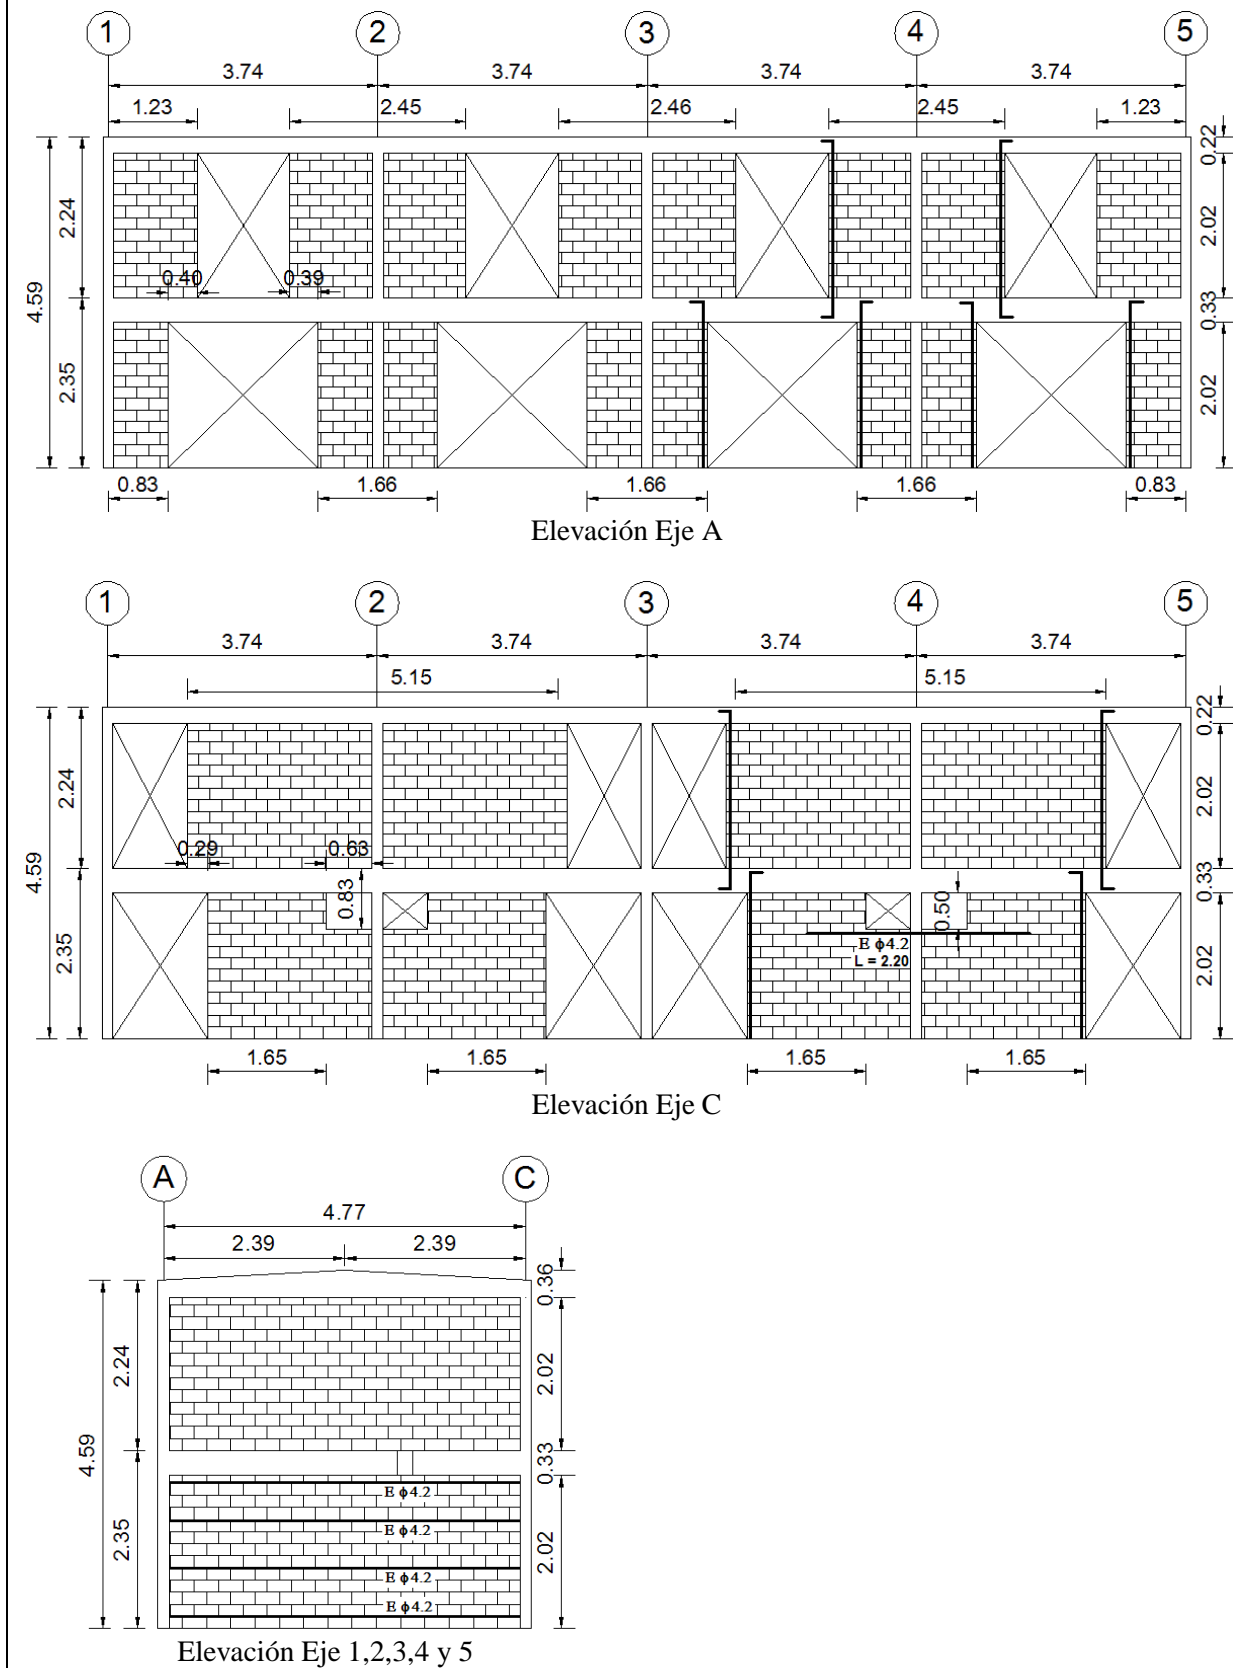 1 2 3 4 5
3.74 3.74 3.74 3.74
1.23 2.45 2.46 2.45 1.23
0.22
2.24 2.02
0.40 0.39
4.59
0.33
2.35 2.02
0.83 1.66 1.66 1.66 0.83
Elevación Eje A
1 2 3 4 5
3.74 3.74 3.74 3.74
5.15 5.15
0.22
2.24 2.02
0.29 0.63
4.59
0.83 0.50 0.33
E ϕ4.2
L = 2.20
2.35 2.02
1.65 1.65 1.65 1.65
Elevación Eje C
A C
4.77
2.39 2.39
0.36
2.24 2.02
4.59
0.33
E ϕ4.2
E ϕ4.2
2.35 2.02
E ϕ4.2
E ϕ4.2
Elevación Eje 1,2,3,4 y 5